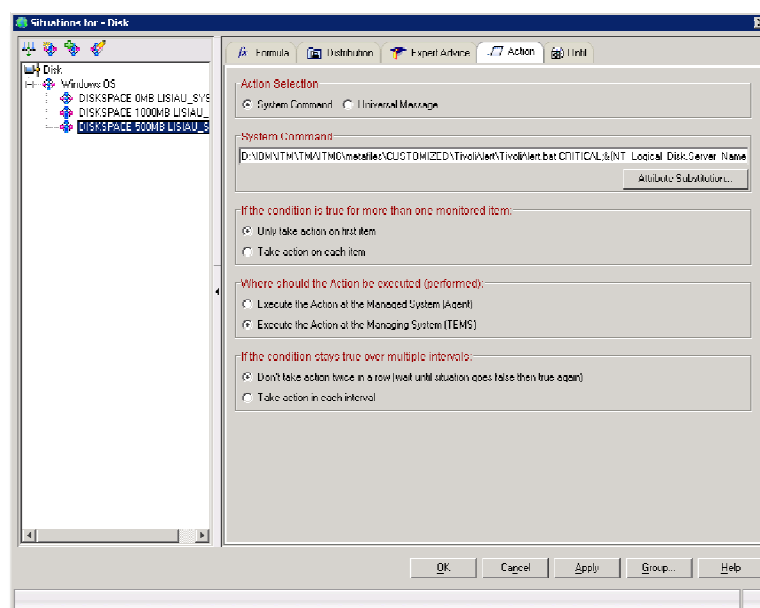 Situations for - Disk
Formula
Distribution
Expert Advice
Action
Until
Disk
Windows OS
DISKSPACE 0MB LISIAU_SYS
DISKSPACE 1000MB LISIAU_
DISKSPACE 500MB LISIAU_S
Action Selection
System Command Universal Message
System Command
D:\IBM\ITM\TMAITM6\metafiles\CUSTOMIZED\TivoliAlert\TivoliAlert.bat CRITICAL;&{NT_Logical_Disk.Server_Name
Attribute Substitution...
If the condition is true for more than one monitored item:
Only take action on first item
Take action on each item
Where should the Action be executed (performed):
Execute the Action at the Managed System (Agent)
Execute the Action at the Managing System (TEMS)
If the condition stays true over multiple intervals:
Don't take action twice in a row (wait until situation goes false then true again)
Take action in each interval
OK Cancel Apply Group... Help